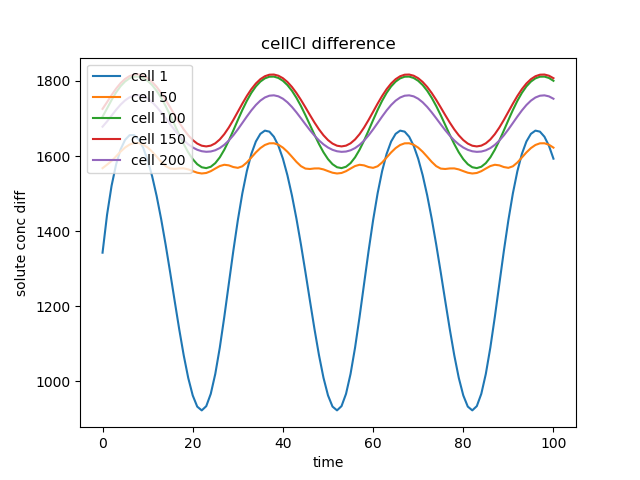 cellCl difference
cell 1
cell 50
cell 100
cell 150
cell 200
1800
1600
1400
1200
1000
solute conc diff
0 20 40 60 80 100
time